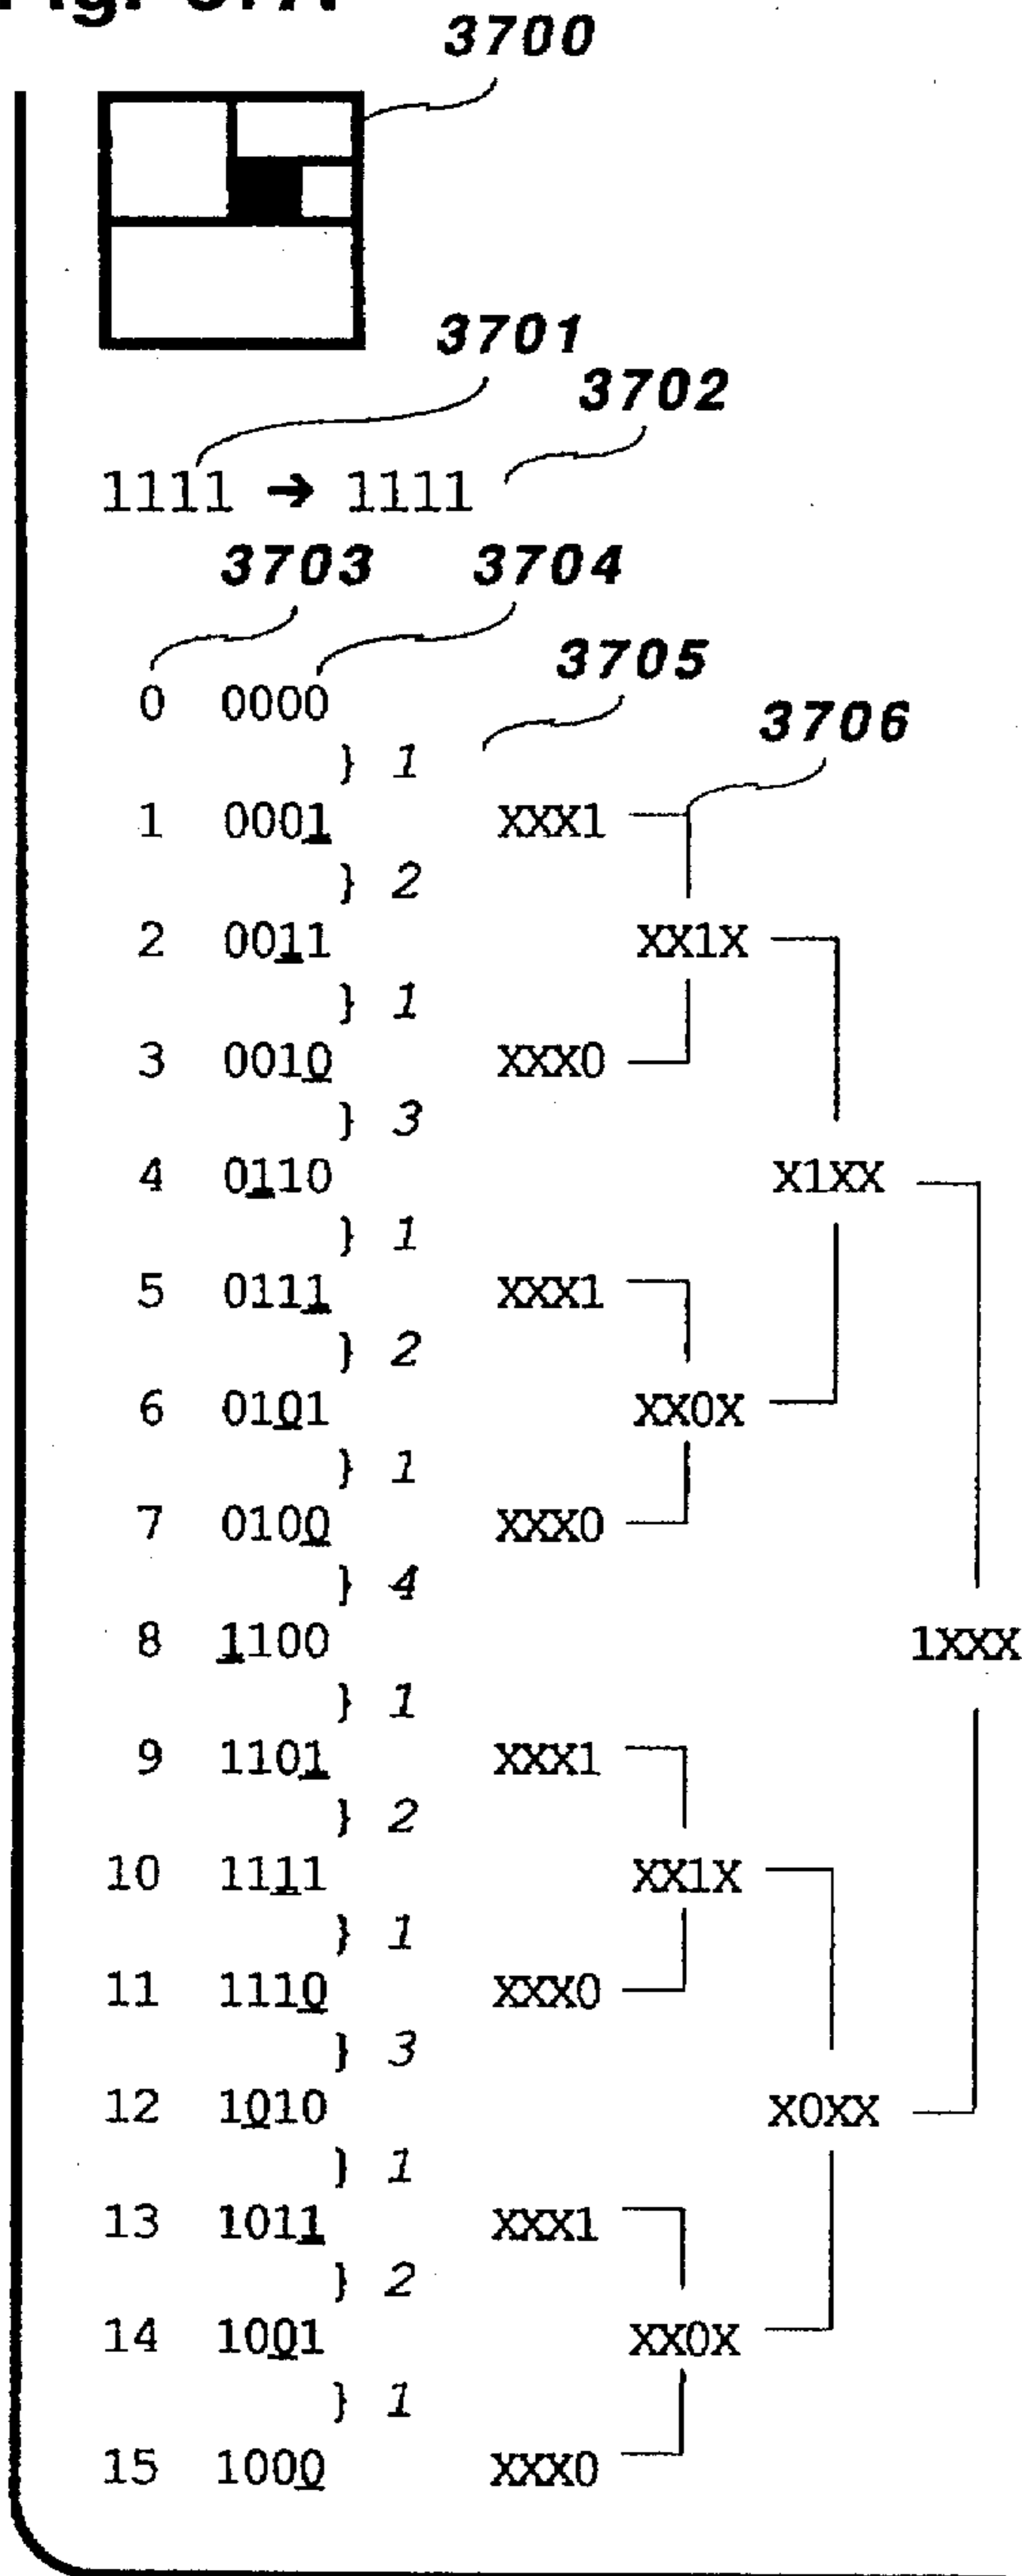 3700
3701
3702
1111 → 1111
3703 3704
3705
0 0000
3706
} 1
1 0001 XXX1
} 2
2 0011 XX1X
} 1
3 0010 XXX0
} 3
4 0110 X1XX
} 1
5 0111 XXX1
} 2
6 0101 XX0X
} 1
7 0100 XXX0
} 4
8 1100 1XXX
} 1
9 1101 XXX1
} 2
10 1111 XX1X
} 1
11 1110 XXX0
} 3
12 1010 X0XX
} 1
13 1011 XXX1
} 2
14 1001 XX0X
} 1
15 1000 XXX0